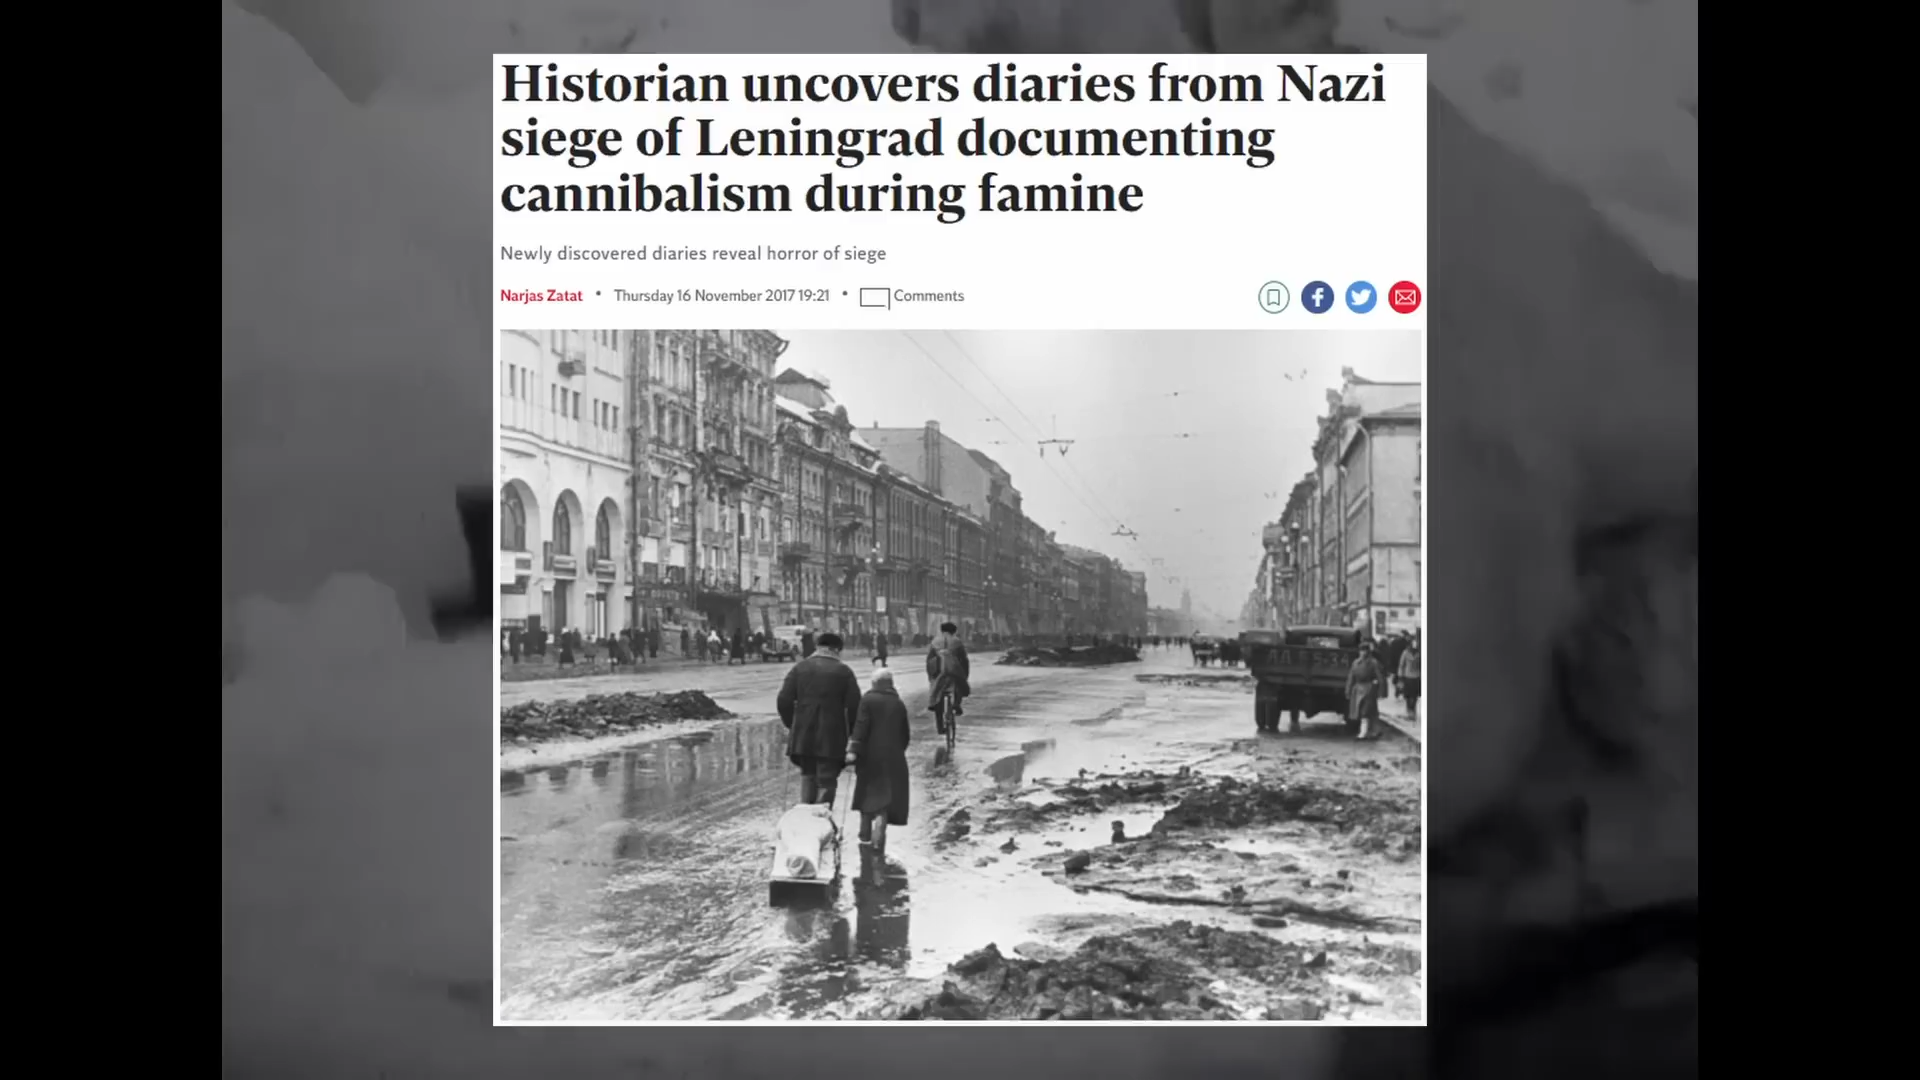 Historian uncovers diaries from Nazi
siege of Leningrad documenting
cannibalism during famine
Newly discovered diaries reveal horror of siege
Narjas Zatat • Thursday 16 November 2017 19:21 • Comments